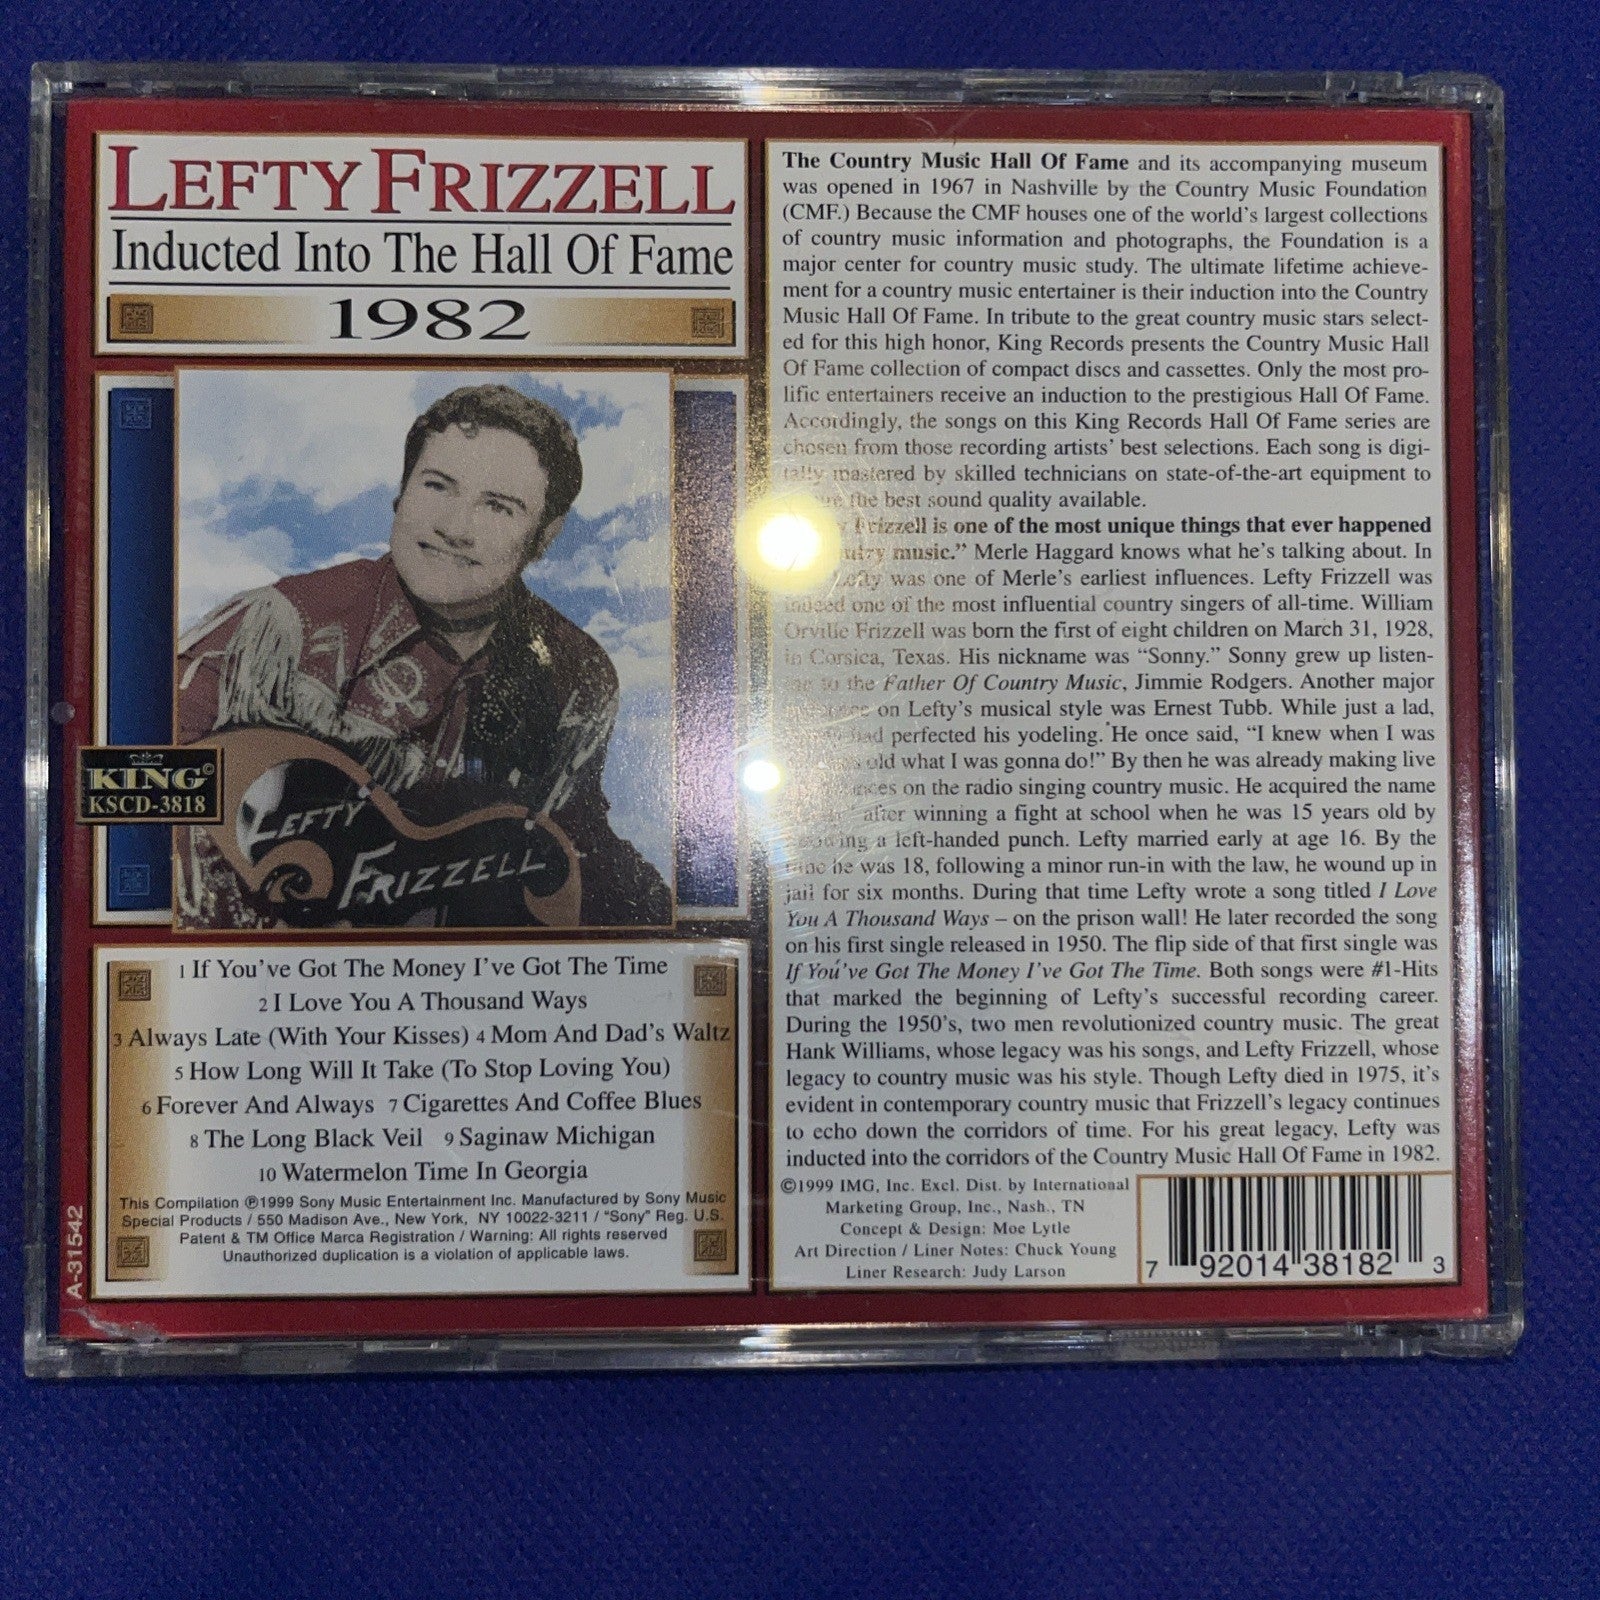 LEFTY FRIZZELL
Inducted Into The Hall Of Fame
1982
KING©
KSCD-3818
LEFTY
FRIZZELL
1 If You've Got The Money I've Got The Time
2 I Love You A Thousand Ways
3 Always Late (With Your Kisses) 4 Mom And Dad's Waltz
5 How Long Will It Take (To Stop Loving You)
6 Forever And Always 7 Cigarettes And Coffee Blues
8 The Long Black Veil 9 Saginaw Michigan
10 Watermelon Time In Georgia
This Compilation ℗1999 Sony Music Entertainment Inc. Manufactured by Sony Music
Special Products / 550 Madison Ave., New York, NY 10022-3211 / "Sony" Reg. U.S.
Patent & TM Office Marca Registration / Warning: All rights reserved
Unauthorized duplication is a violation of applicable laws.
A-31542
The Country Music Hall Of Fame and its accompanying museum
was opened in 1967 in Nashville by the Country Music Foundation
(CMF.) Because the CMF houses one of the world's largest collections
of country music information and photographs, the Foundation is a
major center for country music study. The ultimate lifetime achieve-
ment for a country music entertainer is their induction into the Country
Music Hall Of Fame. In tribute to the great country music stars select-
ed for this high honor, King Records presents the Country Music Hall
Of Fame collection of compact discs and cassettes. Only the most pro-
lific entertainers receive an induction to the prestigious Hall Of Fame.
Accordingly, the songs on this King Records Hall Of Fame series are
chosen from those recording artists' best selections. Each song is digi-
tally mastered by skilled technicians on state-of-the-art equipment to
the best sound quality available.
Frizzell is one of the most unique things that ever happened
music." Merle Haggard knows what he's talking about. In
Lefty was one of Merle's earliest influences. Lefty Frizzell was
indeed one of the most influential country singers of all-time. William
Orville Frizzell was born the first of eight children on March 31, 1928,
in Corsica, Texas. His nickname was "Sonny." Sonny grew up listen-
to the Father Of Country Music, Jimmie Rodgers. Another major
on Lefty's musical style was Ernest Tubb. While just a lad,
had perfected his yodeling. He once said, "I knew when I was
old what I was gonna do!" By then he was already making live
on the radio singing country music. He acquired the name
after winning a fight at school when he was 15 years old by
a left-handed punch. Lefty married early at age 16. By the
time he was 18, following a minor run-in with the law, he wound up in
jail for six months. During that time Lefty wrote a song titled I Love
You A Thousand Ways – on the prison wall! He later recorded the song
on his first single released in 1950. The flip side of that first single was
If You've Got The Money I've Got The Time. Both songs were #1-Hits
that marked the beginning of Lefty's successful recording career.
During the 1950's, two men revolutionized country music. The great
Hank Williams, whose legacy was his songs, and Lefty Frizzell, whose
legacy to country music was his style. Though Lefty died in 1975, it's
evident in contemporary country music that Frizzell's legacy continues
to echo down the corridors of time. For his great legacy, Lefty was
inducted into the corridors of the Country Music Hall Of Fame in 1982.
©1999 IMG, Inc. Excl. Dist. by International
Marketing Group, Inc., Nash., TN
Concept & Design: Moe Lytle
Art Direction / Liner Notes: Chuck Young
Liner Research: Judy Larson
7 92014 38182 3